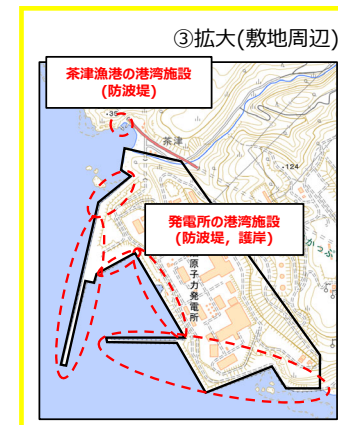 ③拡大(敷地周辺)
茶津漁港の港湾施設
(防波堤)
・39
茶津
・124
発電所の港湾施設
(防波堤，護岸)
原子力発電所